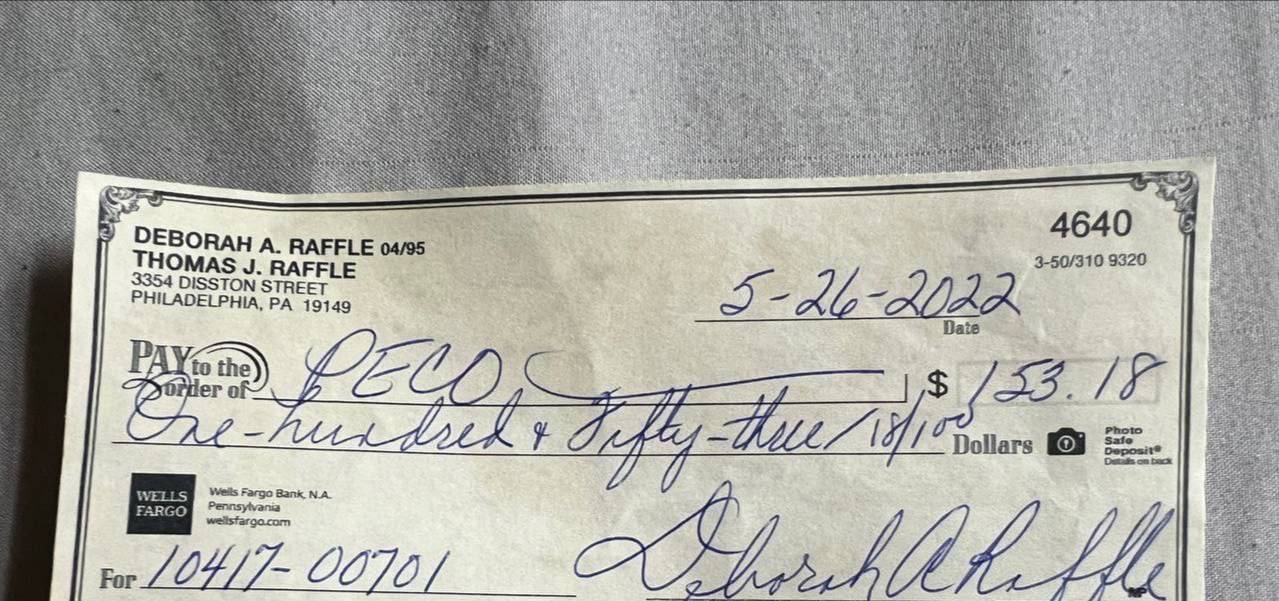 DEBORAH A. RAFFLE 04/95
THOMAS J. RAFFLE
3354 DISSTON STREET
PHILADELPHIA, PA 19149
4640
3-50/310 9320
5-26-2022
Date
PAY to the order of PECO $ 153.18
One-hundred & Fifty-three/18/100 Dollars
Photo Safe Deposit® Details on back
WELLS FARGO
Wells Fargo Bank, N.A.
Pennsylvania
wellsfargo.com
For 10417-00701
Deborah A Raffle
MP